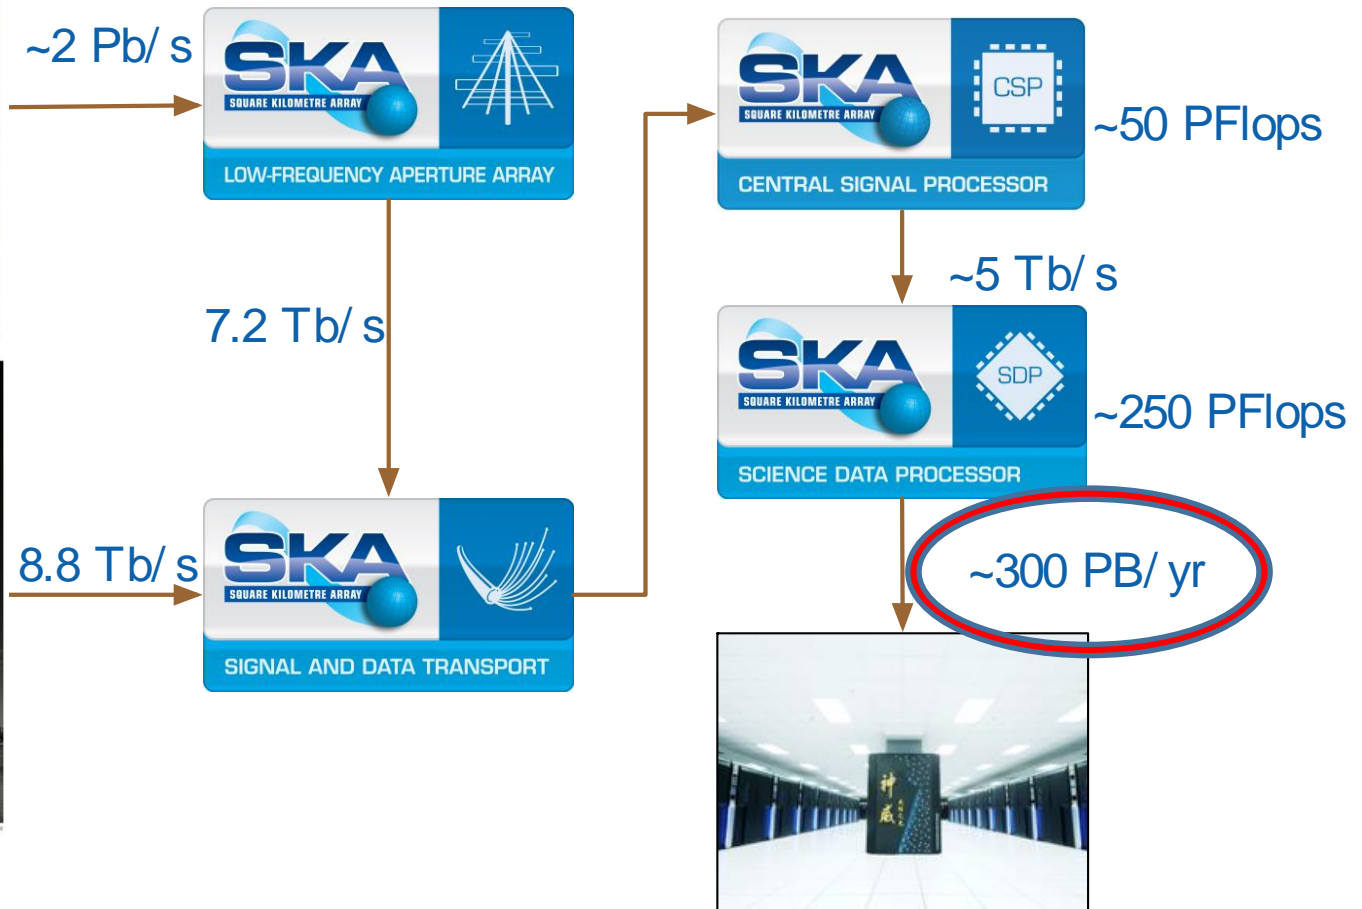 ~2 Pb/ s
SKA
SQUARE KILOMETRE ARRAY
LOW-FREQUENCY APERTURE ARRAY
7.2 Tb/ s
8.8 Tb/ s
SKA
SQUARE KILOMETRE ARRAY
SIGNAL AND DATA TRANSPORT
SKA
SQUARE KILOMETRE ARRAY
CSP
CENTRAL SIGNAL PROCESSOR
~50 PFlops
~5 Tb/ s
SKA
SQUARE KILOMETRE ARRAY
SDP
SCIENCE DATA PROCESSOR
~250 PFlops
~300 PB/ yr
神
威